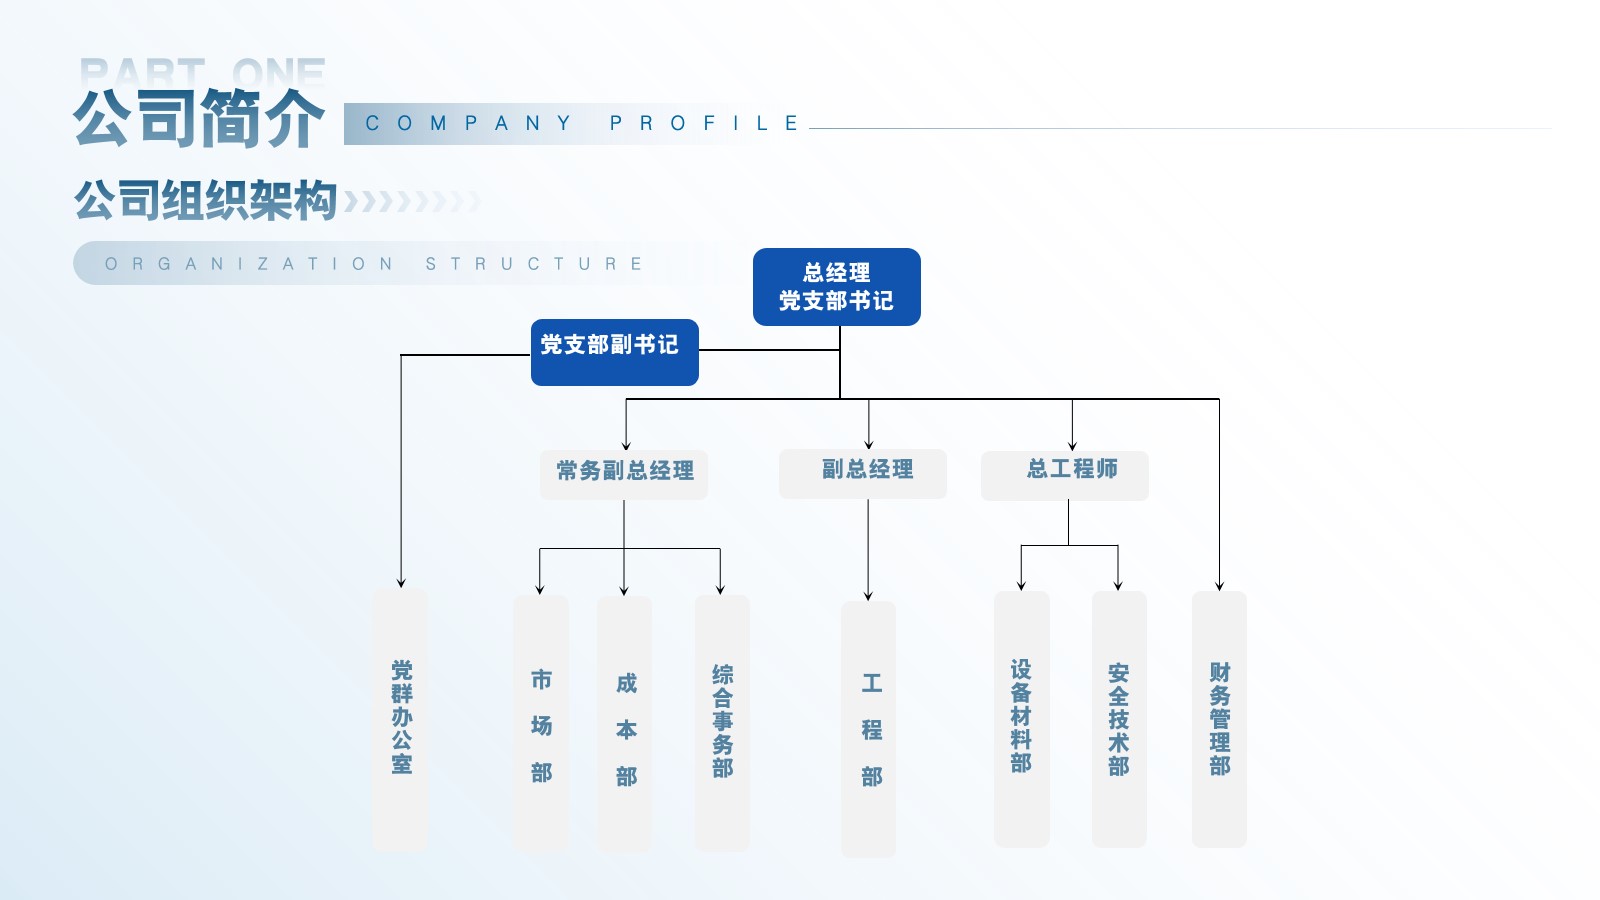 PART ONE
公司简介
COMPANY PROFILE
公司组织架构
ORGANIZATION STRUCTURE
总经理
党支部书记
党支部副书记
常务副总经理
副总经理
总工程师
党群办公室
市场部
成本部
综合事务部
工程部
设备材料部
安全技术部
财务管理部